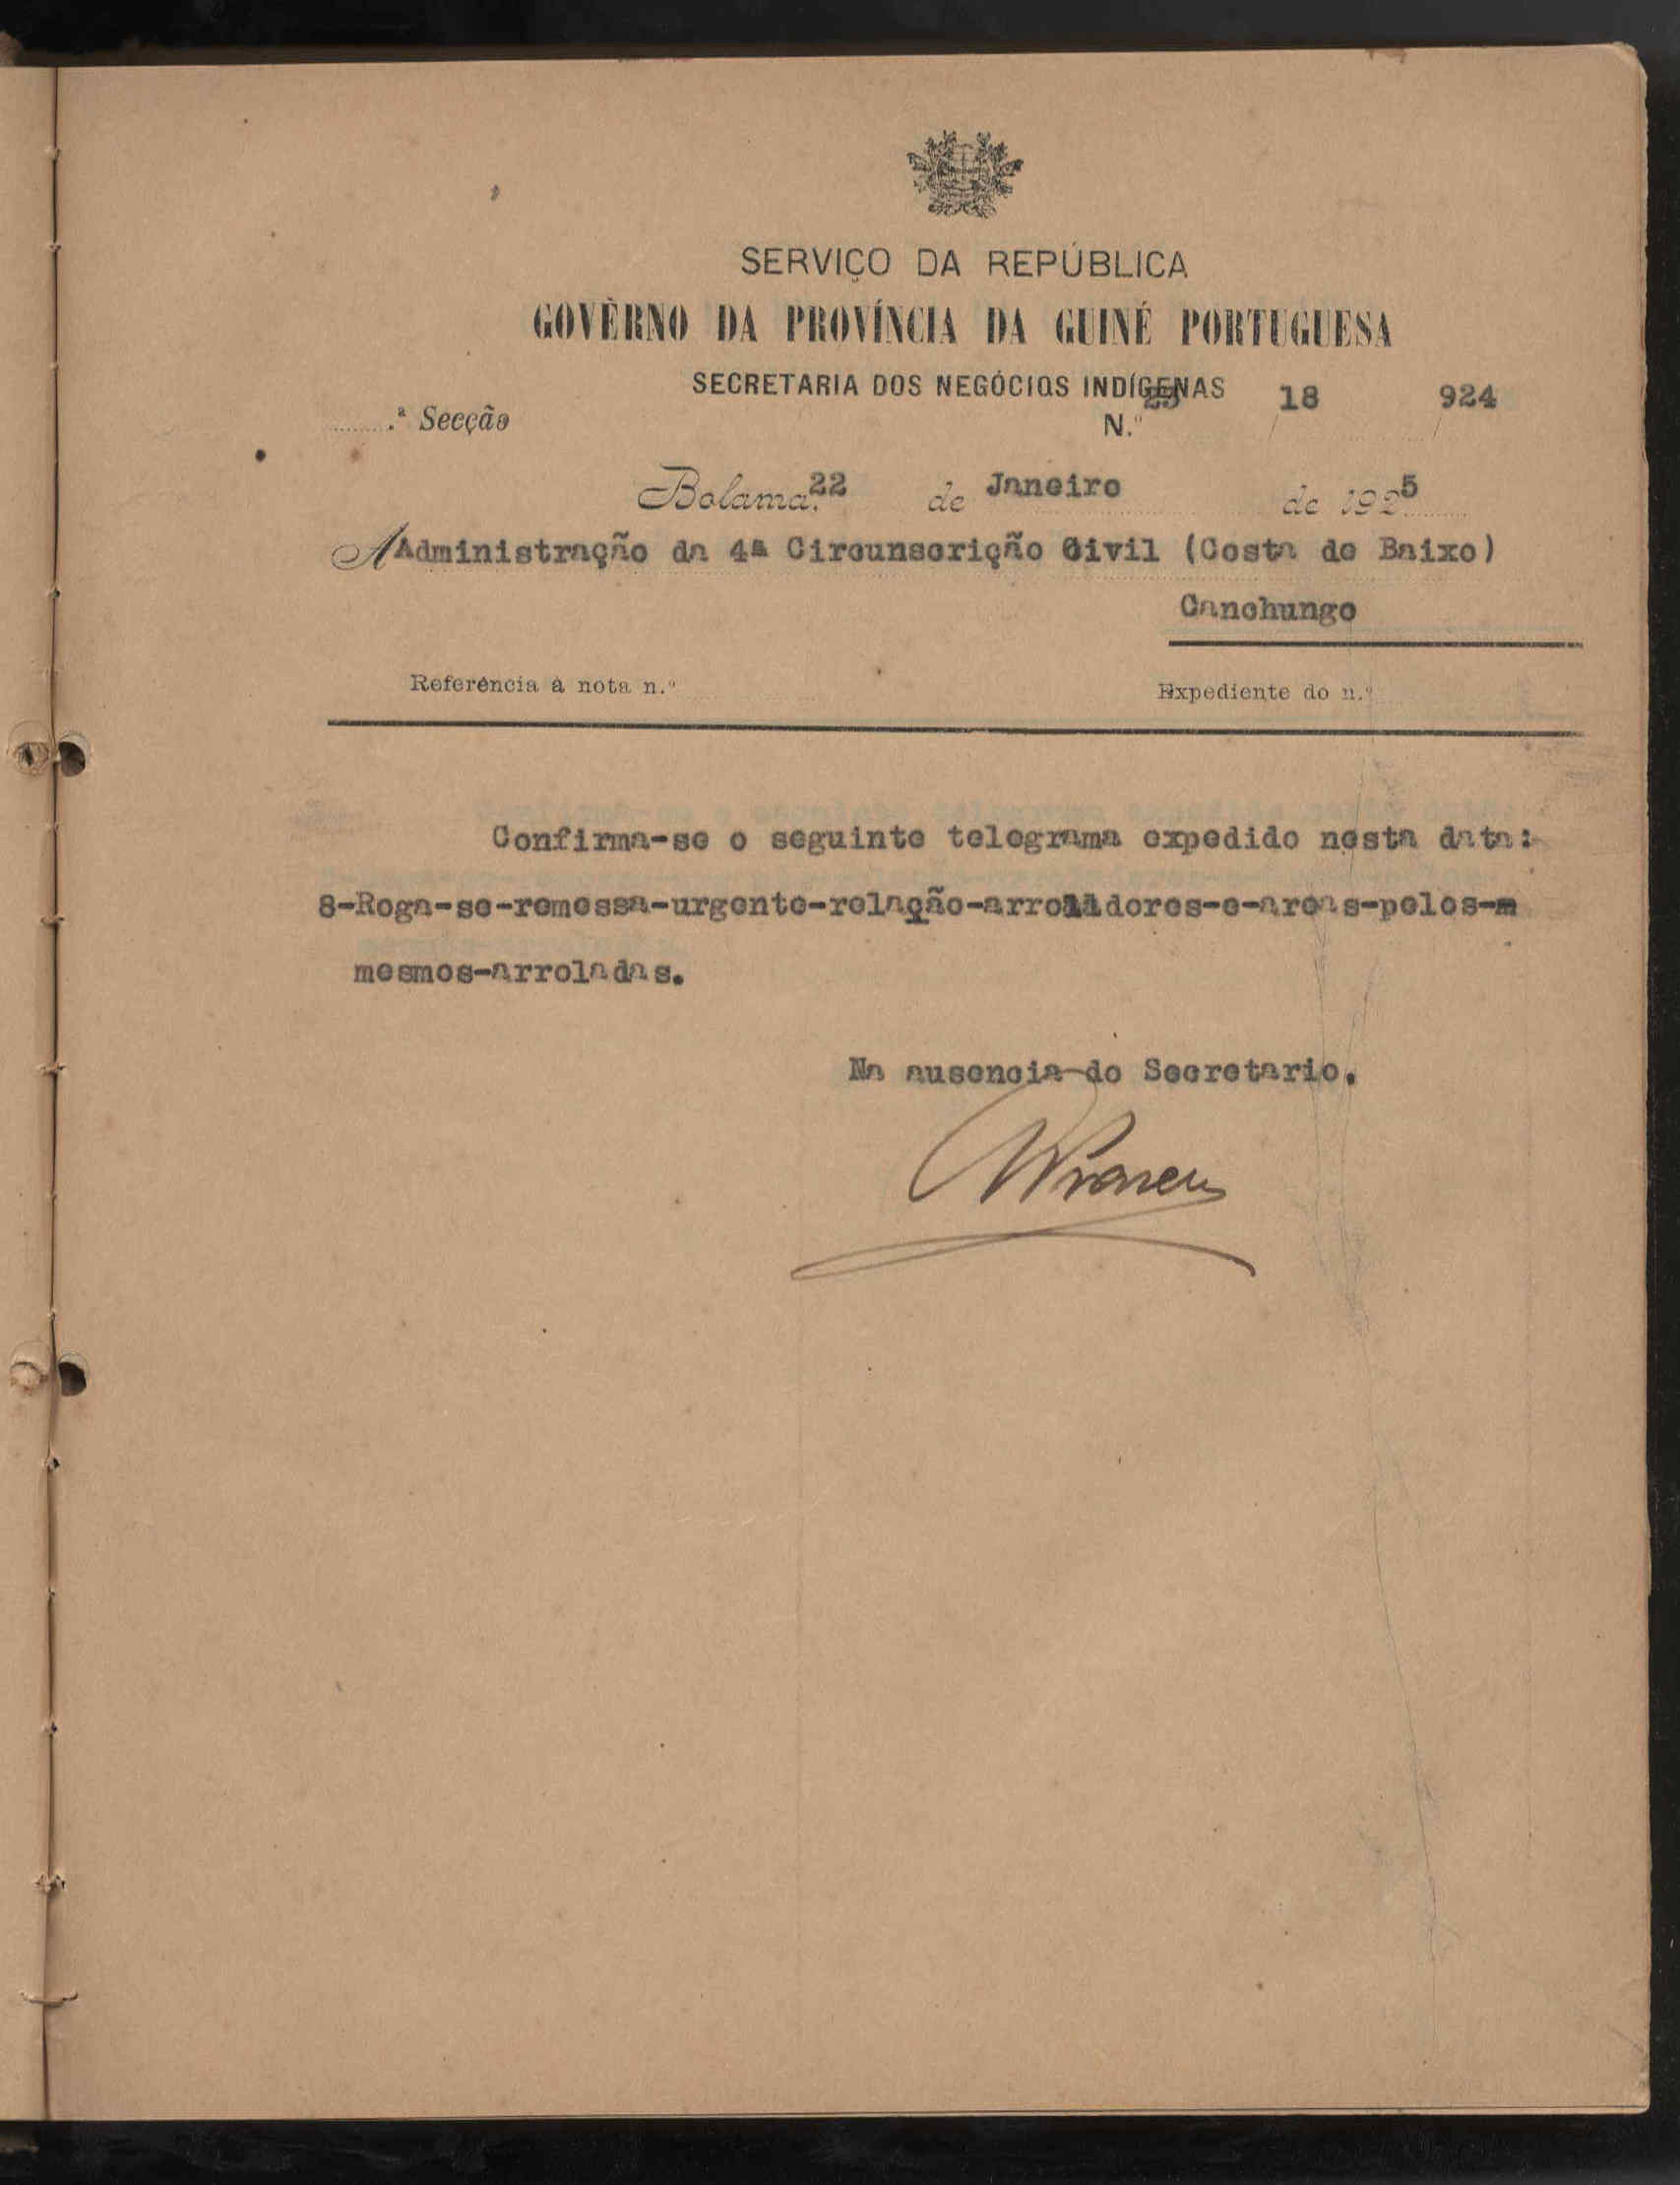 SERVIÇO DA REPÚBLICA
GOVÊRNO DA PROVÍNCIA DA GUINÉ PORTUGUESA
SECRETARIA DOS NEGÓCIOS INDÍGENAS
.ª Secção
N.º 23 / 18 / 924
Bolama, 22 de Janeiro de 1925
A Administração da 4ª Circunscrição Civil (Costa de Baixo)
Canchungo
Referência à nota n.º
Expediente do n.º
Confirma-se o seguinte telegrama expedido nesta data:
8-Roga-se-remessa-urgente-relação-arroladores-e-areas-pelos-m
mesmos-arroladas.
Na ausencia do Secretario.